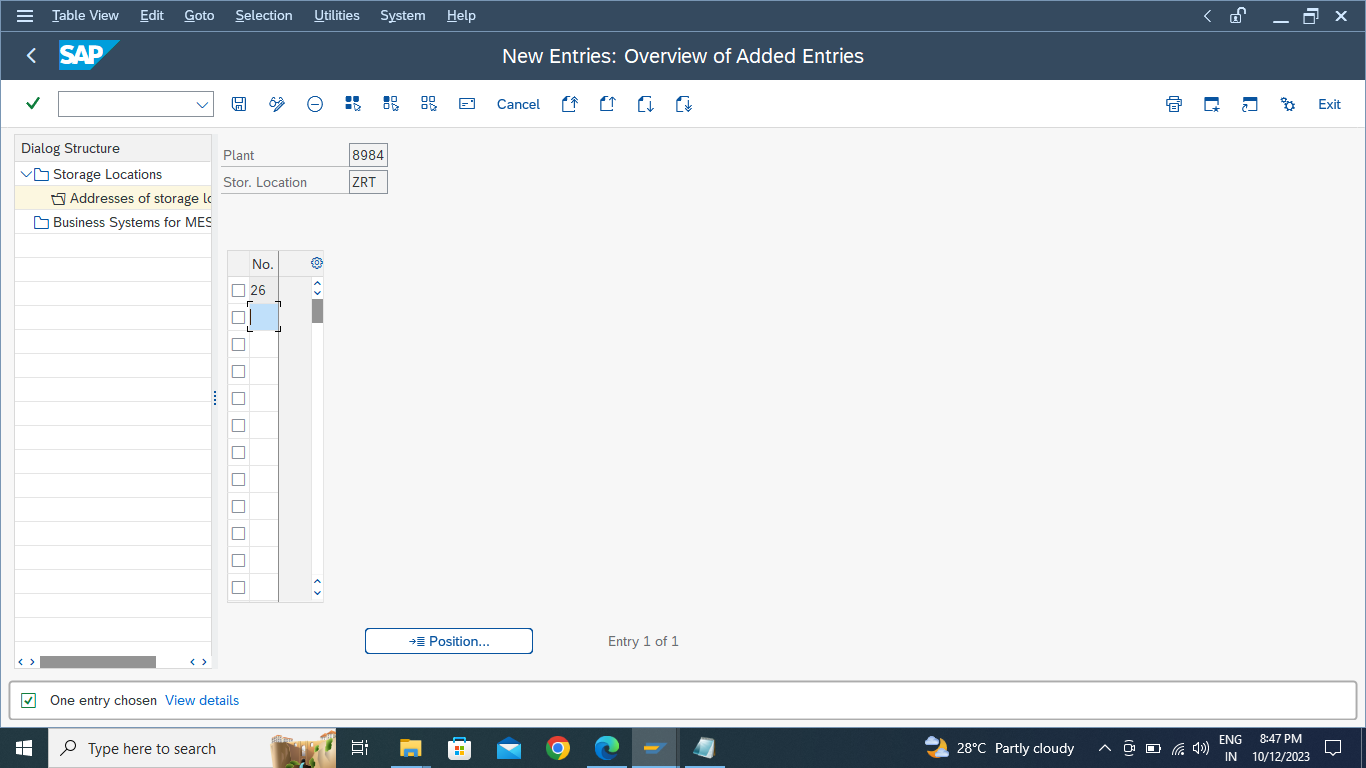 Table View Edit Goto Selection Utilities System Help
SAP New Entries: Overview of Added Entries
Cancel Exit
Dialog Structure
Storage Locations
Addresses of storage lo
Business Systems for MES
Plant 8984
Stor. Location ZRT
No.
26
Position... Entry 1 of 1
One entry chosen View details
Type here to search 28°C Partly cloudy ENG IN 8:47 PM 10/12/2023